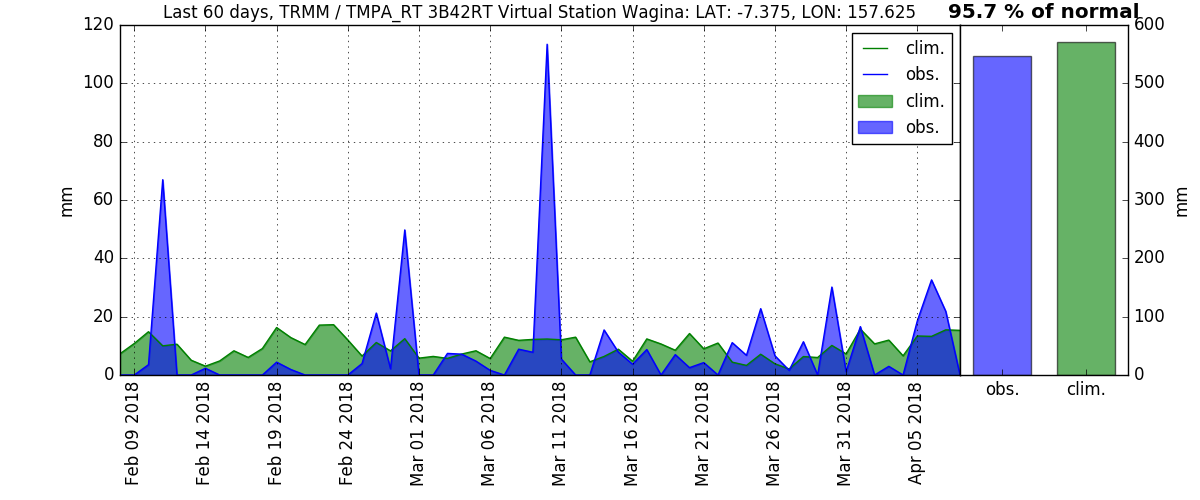 Last 60 days, TRMM / TMPA_RT 3B42RT Virtual Station Wagina: LAT: -7.375, LON: 157.625
95.7 % of normal
120
100
80
60
40
20
0
mm
clim.
obs.
clim.
obs.
600
500
400
300
200
100
0
mm
obs.
clim.
Feb 09 2018
Feb 14 2018
Feb 19 2018
Feb 24 2018
Mar 01 2018
Mar 06 2018
Mar 11 2018
Mar 16 2018
Mar 21 2018
Mar 26 2018
Mar 31 2018
Apr 05 2018